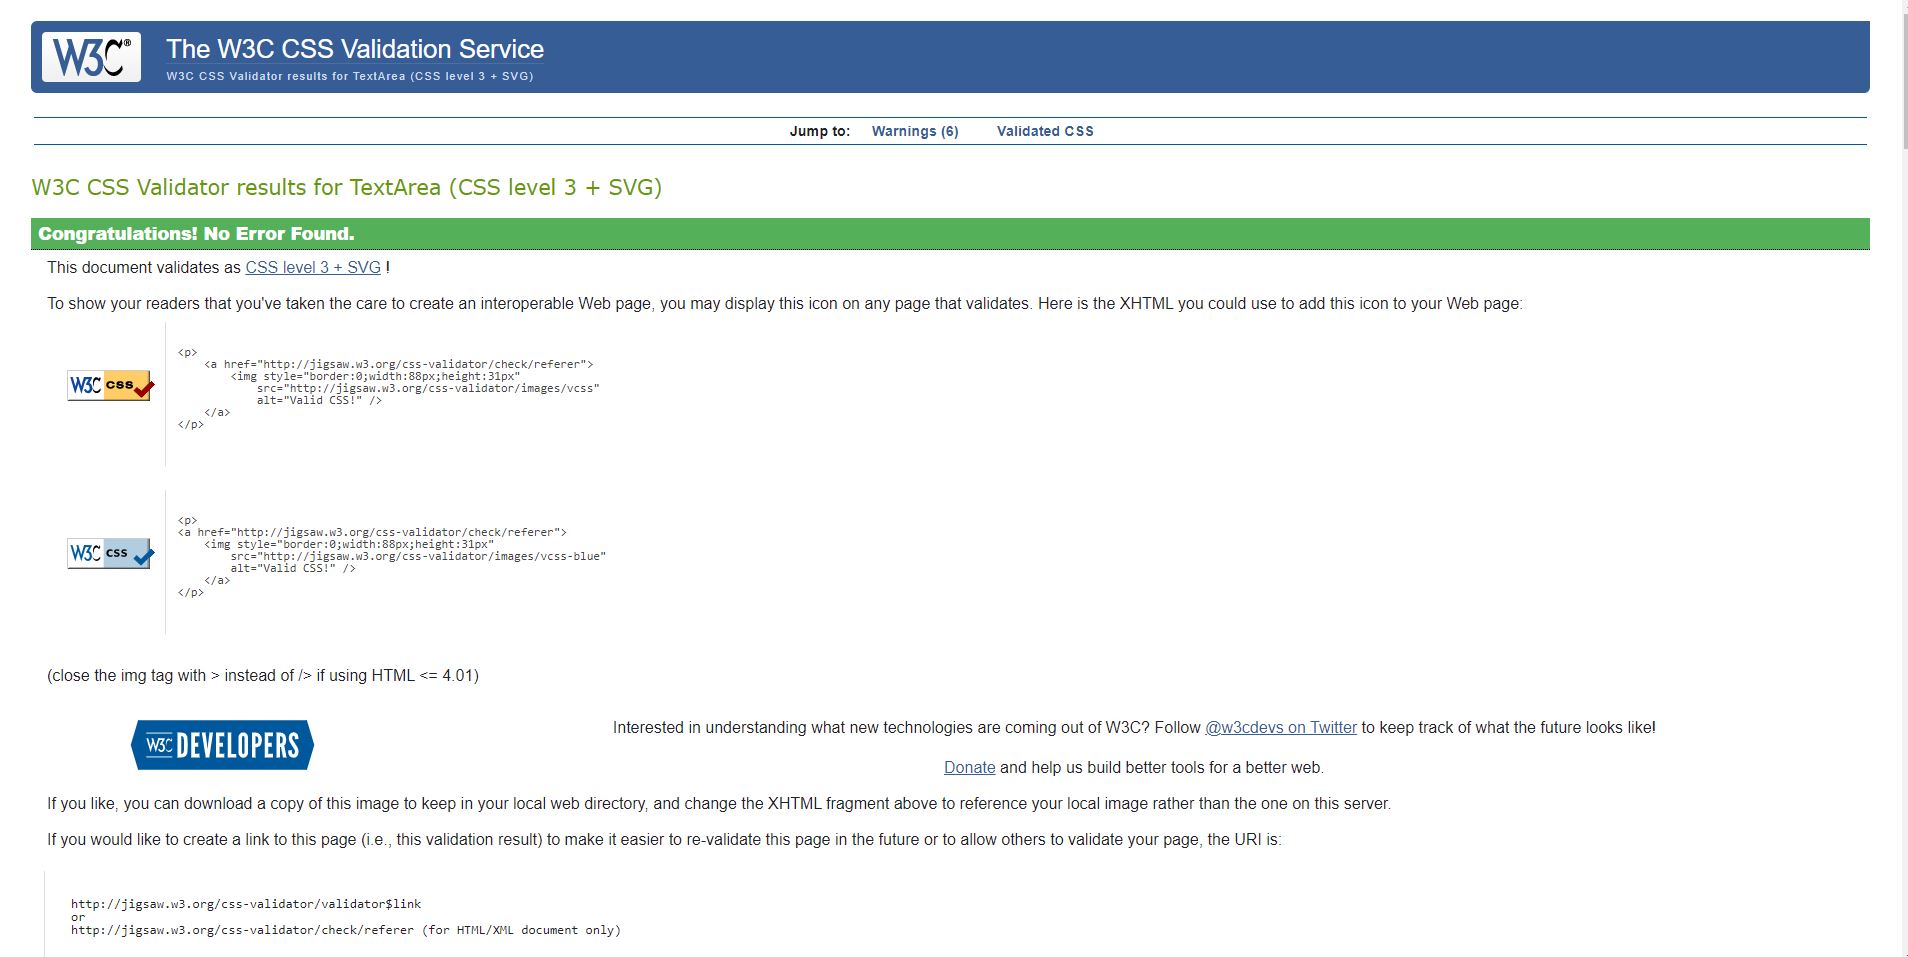 W3C®
The W3C CSS Validation Service
W3C CSS Validator results for TextArea (CSS level 3 + SVG)
Jump to: Warnings (6) Validated CSS
W3C CSS Validator results for TextArea (CSS level 3 + SVG)
Congratulations! No Error Found.
This document validates as CSS level 3 + SVG !
To show your readers that you've taken the care to create an interoperable Web page, you may display this icon on any page that validates. Here is the XHTML you could use to add this icon to your Web page:
W3C css
<p>
<a href="http://jigsaw.w3.org/css-validator/check/referer">
<img style="border:0;width:88px;height:31px"
src="http://jigsaw.w3.org/css-validator/images/vcss"
alt="Valid CSS!" />
</a>
</p>
W3C css
<p>
<a href="http://jigsaw.w3.org/css-validator/check/referer">
<img style="border:0;width:88px;height:31px"
src="http://jigsaw.w3.org/css-validator/images/vcss-blue"
alt="Valid CSS!" />
</a>
</p>
(close the img tag with > instead of /> if using HTML <= 4.01)
W3C DEVELOPERS
Interested in understanding what new technologies are coming out of W3C? Follow @w3cdevs on Twitter to keep track of what the future looks like!
Donate and help us build better tools for a better web.
If you like, you can download a copy of this image to keep in your local web directory, and change the XHTML fragment above to reference your local image rather than the one on this server.
If you would like to create a link to this page (i.e., this validation result) to make it easier to re-validate this page in the future or to allow others to validate your page, the URI is:
http://jigsaw.w3.org/css-validator/validator$link
or
http://jigsaw.w3.org/css-validator/check/referer (for HTML/XML document only)